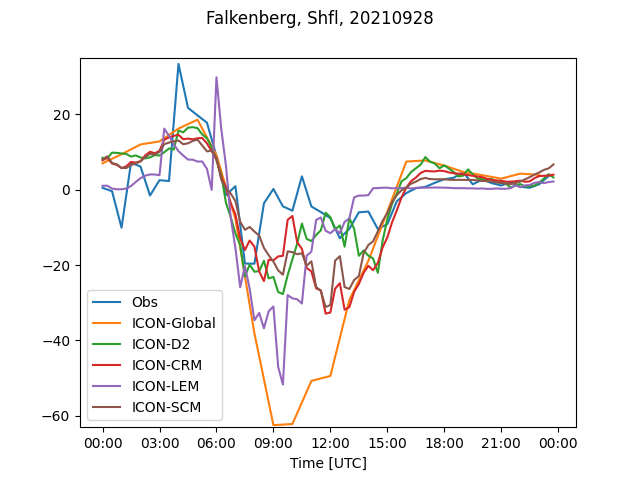 Falkenberg, Shfl, 20210928
20
0
−20
−40
−60
Obs
ICON-Global
ICON-D2
ICON-CRM
ICON-LEM
ICON-SCM
00:00 03:00 06:00 09:00 12:00 15:00 18:00 21:00 00:00
Time [UTC]